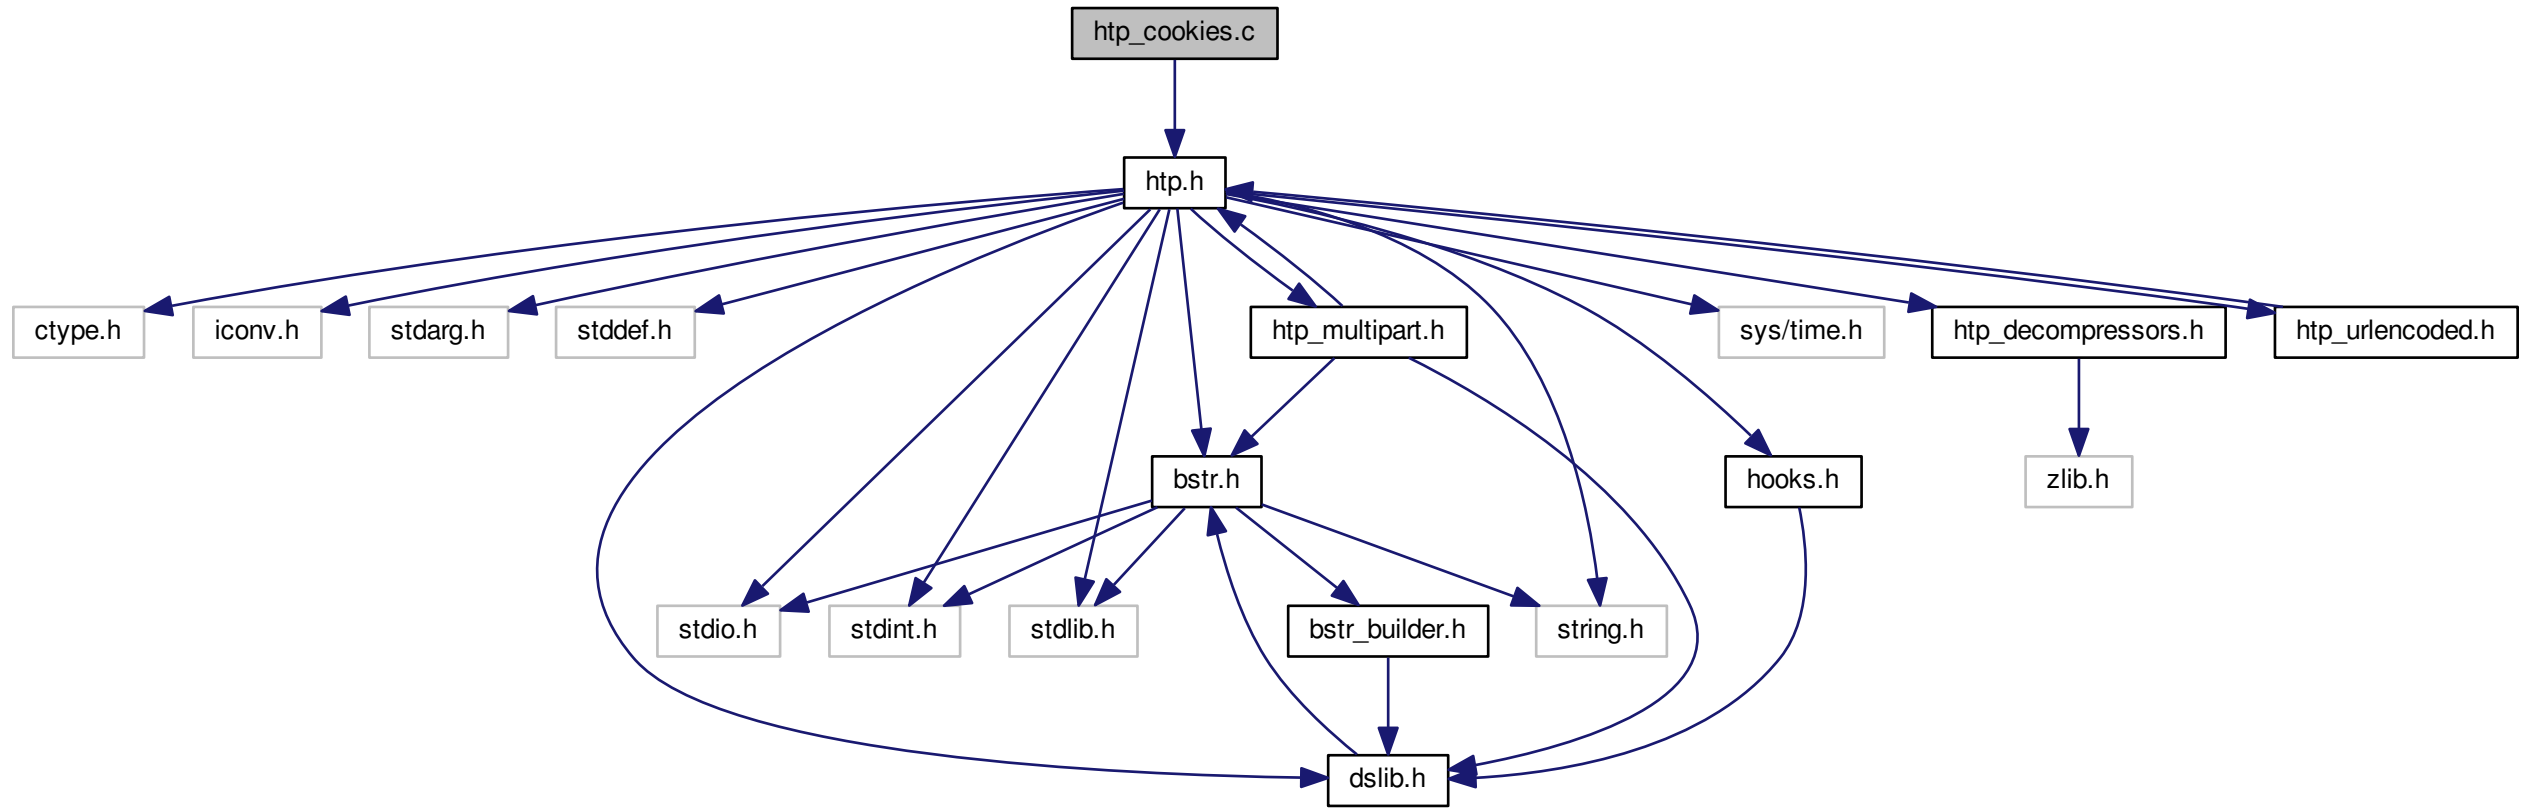 htp_cookies.c
htp.h
ctype.h
iconv.h
stdarg.h
stddef.h
htp_multipart.h
sys/time.h
htp_decompressors.h
htp_urlencoded.h
bstr.h
hooks.h
zlib.h
stdio.h
stdint.h
stdlib.h
bstr_builder.h
string.h
dslib.h